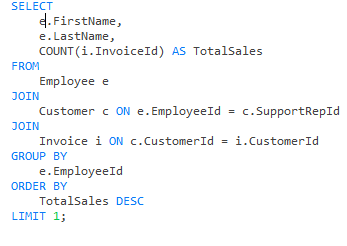 SELECT
    e.FirstName,
    e.LastName,
    COUNT(i.InvoiceId) AS TotalSales
FROM
    Employee e
JOIN
    Customer c ON e.EmployeeId = c.SupportRepId
JOIN
    Invoice i ON c.CustomerId = i.CustomerId
GROUP BY
    e.EmployeeId
ORDER BY
    TotalSales DESC
LIMIT 1;